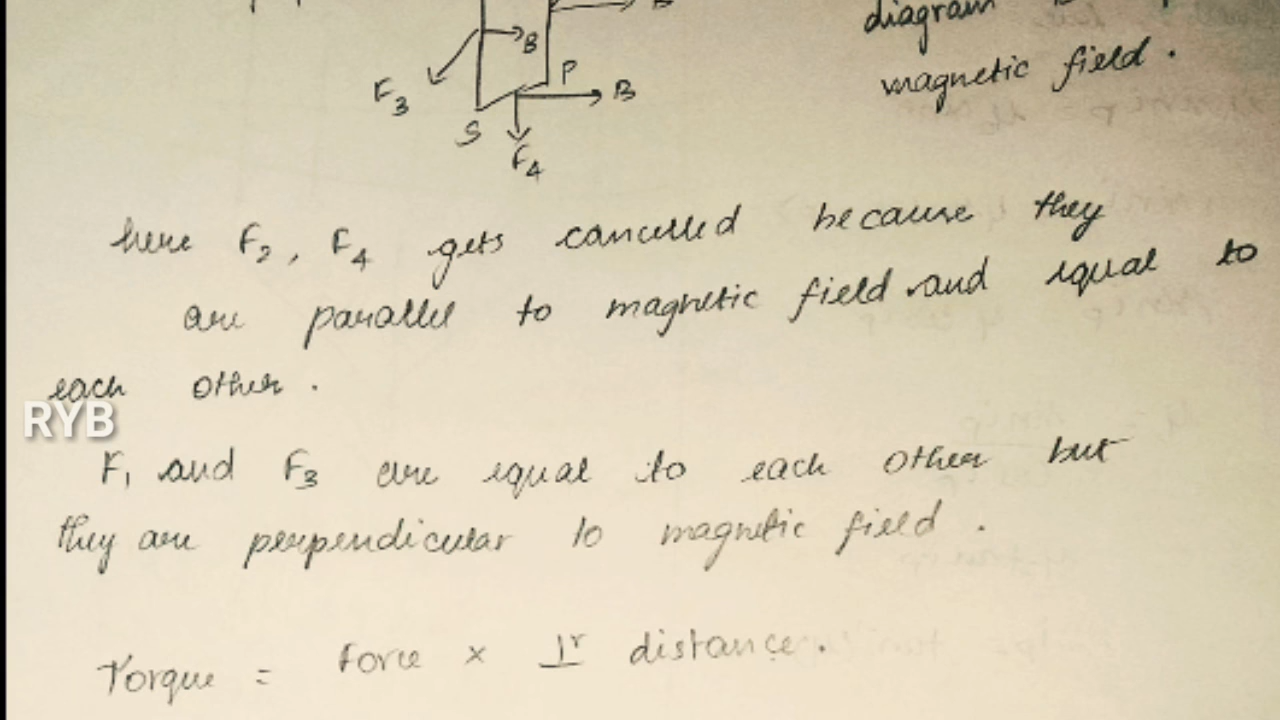 diagram
magnetic field.
B
F3
P
B
S
F4
here F2, F4 gets cancelled because they
are parallel to magnetic field and equal to
each other.
RYB
F1 and F3 are equal to each other but
they are perpendicular to magnetic field.
Torque = Force × ⊥r distance.